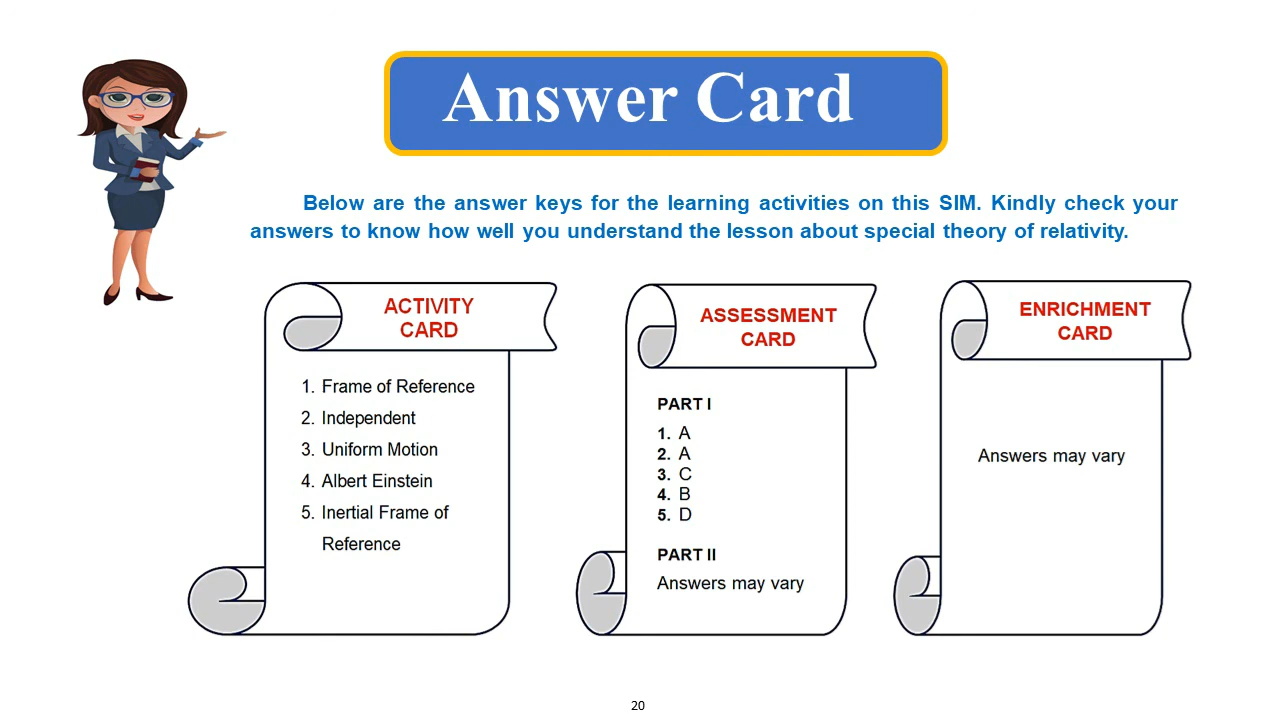 Answer Card
Below are the answer keys for the learning activities on this SIM. Kindly check your
answers to know how well you understand the lesson about special theory of relativity.
ACTIVITY
CARD
1. Frame of Reference
2. Independent
3. Uniform Motion
4. Albert Einstein
5. Inertial Frame of
Reference
ASSESSMENT
CARD
PART I
1. A
2. A
3. C
4. B
5. D
PART II
Answers may vary
ENRICHMENT
CARD
Answers may vary
20